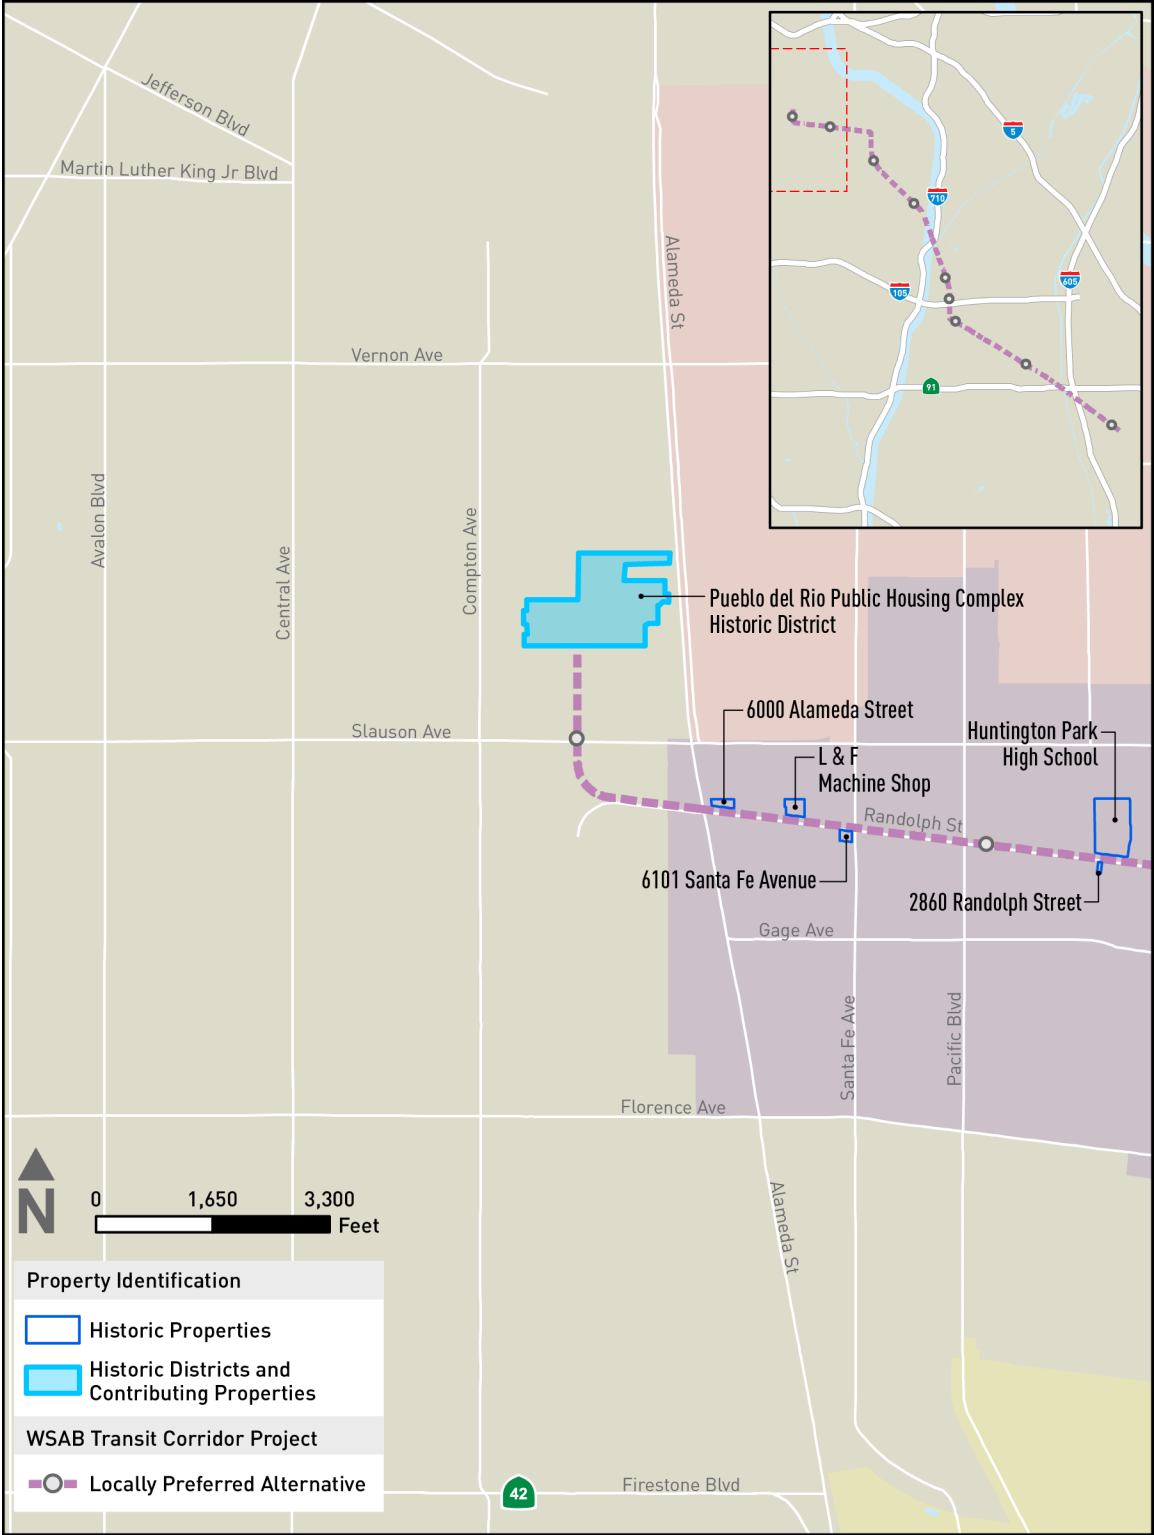 Jefferson Blvd
Martin Luther King Jr Blvd
Alameda St
5
710
105
605
91
Vernon Ave
Avalon Blvd
Central Ave
Compton Ave
Pueblo del Rio Public Housing Complex
Historic District
6000 Alameda Street
Slauson Ave
Huntington Park
High School
L & F
Machine Shop
Randolph St
6101 Santa Fe Avenue
2860 Randolph Street
Gage Ave
Santa Fe Ave
Pacific Blvd
Florence Ave
Alameda St
N
0 1,650 3,300
Feet
Property Identification
Historic Properties
Historic Districts and
Contributing Properties
WSAB Transit Corridor Project
Locally Preferred Alternative
42
Firestone Blvd